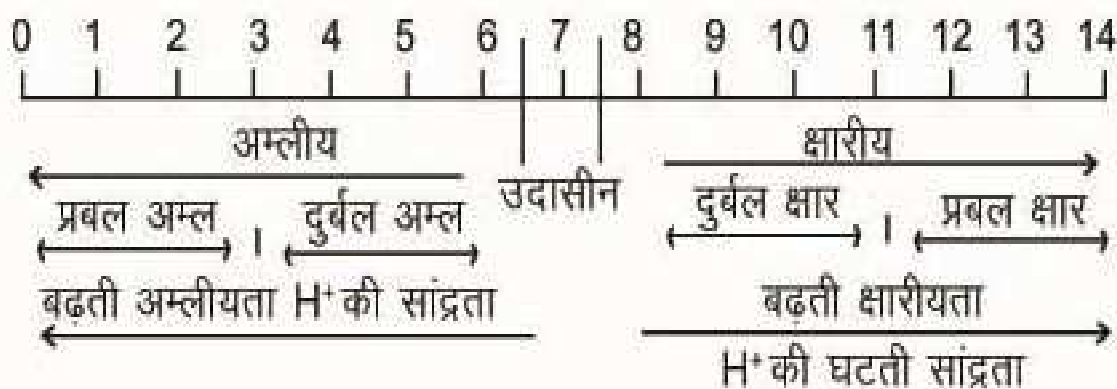 0 1 2 3 4 5 6 7 8 9 10 11 12 13 14
अम्लीय क्षारीय
उदासीन
प्रबल अम्ल दुर्बल अम्ल दुर्बल क्षार प्रबल क्षार
बढ़ती अम्लीयता H⁺ की सांद्रता बढ़ती क्षारीयता
H⁺ की घटती सांद्रता